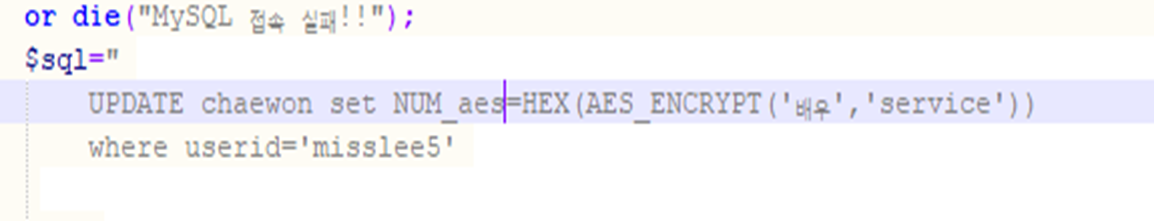 or die("MySQL 접속 실패!!");
$sql="
UPDATE chaewon set NUM_aes=HEX(AES_ENCRYPT('배우','service'))
where userid='misslee5'